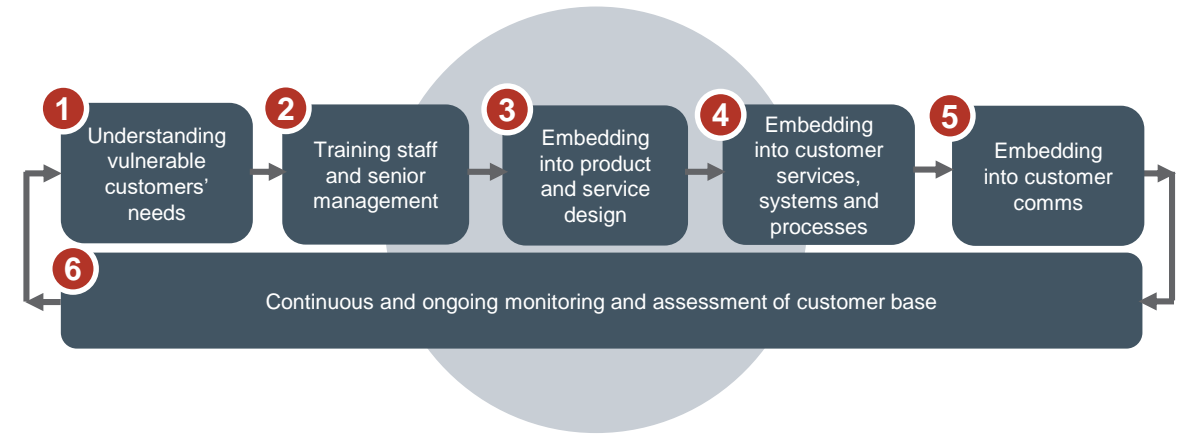 1
Understanding
vulnerable
customers’
needs
2
Training staff
and senior
management
3
Embedding
into product
and service
design
4
Embedding
into customer
services,
systems and
processes
5
Embedding
into customer
comms
6
Continuous and ongoing monitoring and assessment of customer base